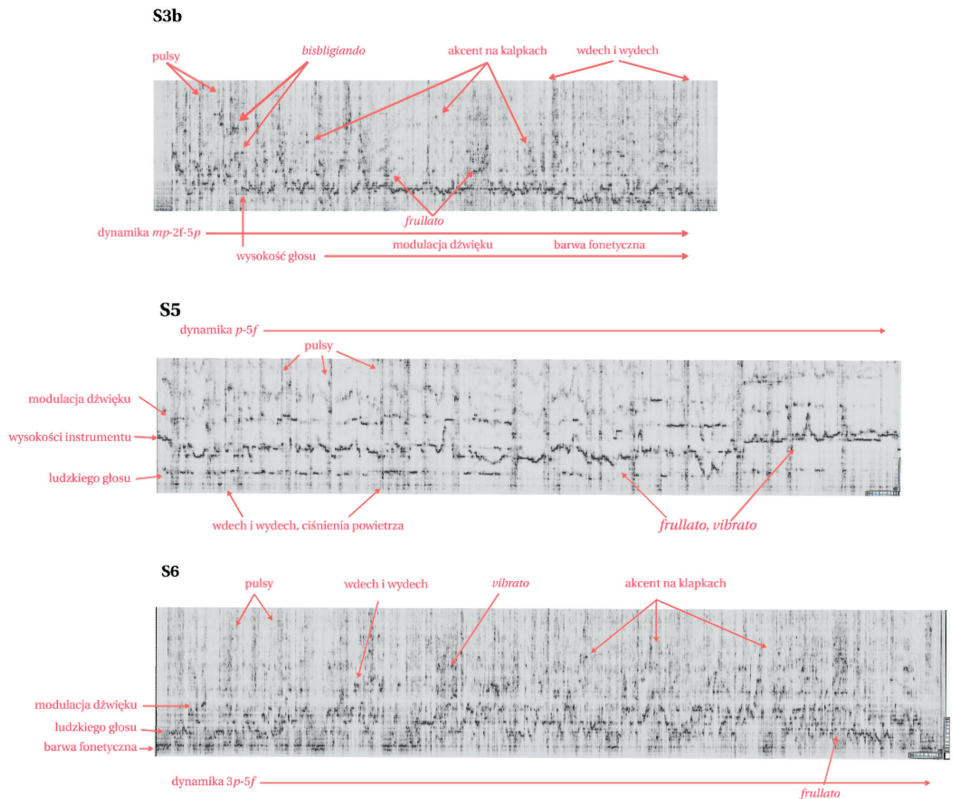 S3b
pulsy
bisbligiando
akcent na kalpkach
wdech i wydech
frullato
dynamika mp-2f-5p
modulacja dźwięku
barwa fonetyczna
wysokość głosu
S5
dynamika p-5f
pulsy
modulacja dźwięku
wysokości instrumentu
ludzkiego głosu
wdech i wydech, ciśnienia powietrza
frullato, vibrato
S6
pulsy
wdech i wydech
vibrato
akcent na klapkach
modulacja dźwięku
ludzkiego głosu
barwa fonetyczna
dynamika 3p-5f
frullato